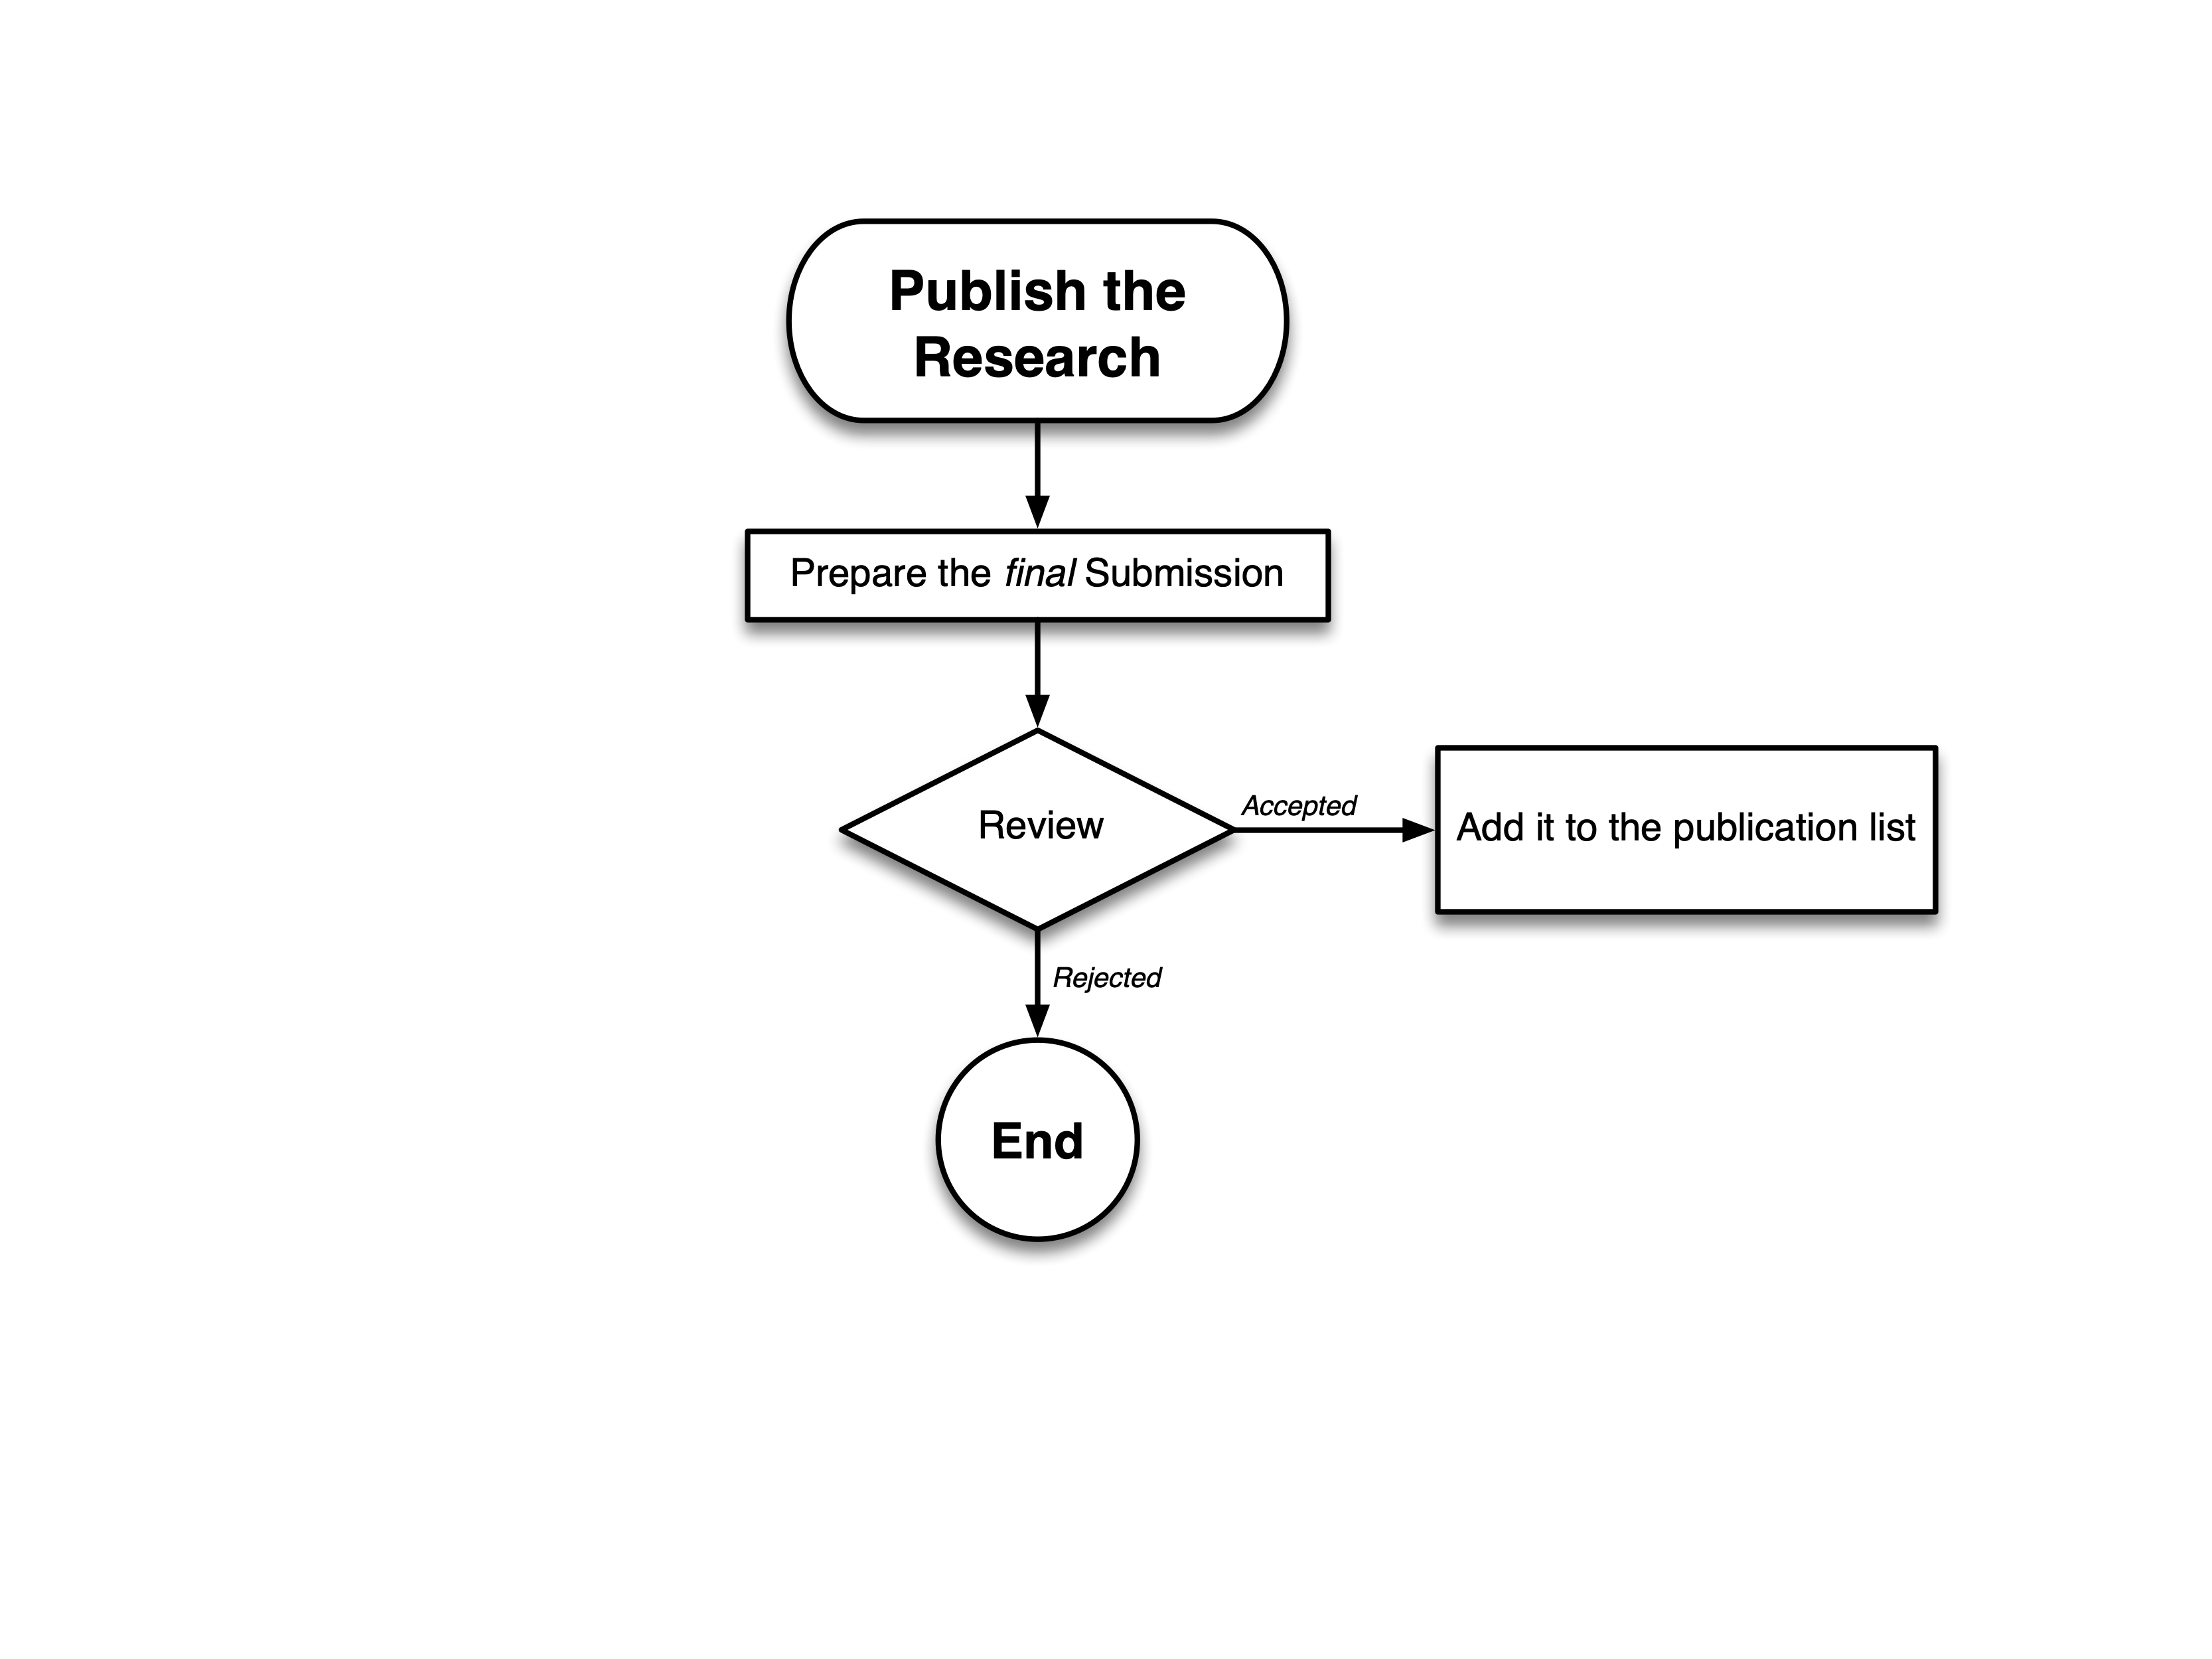 Publish the
Research
Prepare the final Submission
Review
Accepted
Add it to the publication list
Rejected
End